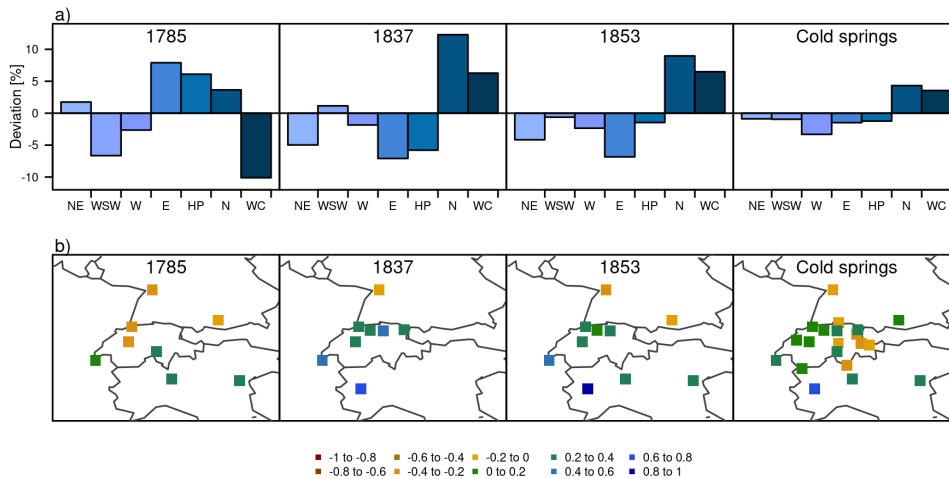 a)
1785 1837 1853 Cold springs
Deviation [%]
10
5
0
-5
-10
NE WSW W E HP N WC NE WSW W E HP N WC NE WSW W E HP N WC NE WSW W E HP N WC
b)
1785 1837 1853 Cold springs
-1 to -0.8 -0.6 to -0.4 -0.2 to 0 0.2 to 0.4 0.6 to 0.8
-0.8 to -0.6 -0.4 to -0.2 0 to 0.2 0.4 to 0.6 0.8 to 1